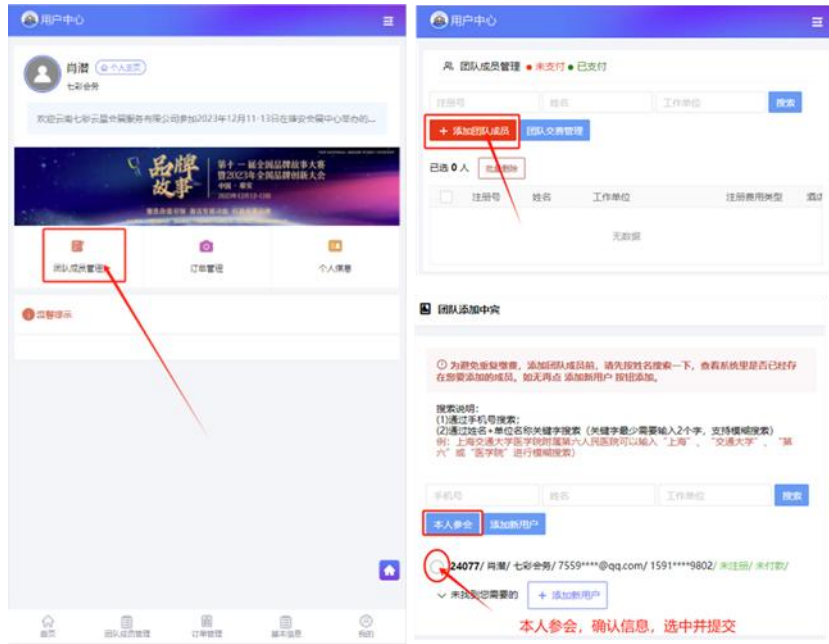 用户中心
肖潜 个人主页
七彩会务
欢迎云南七彩云星会展服务有限公司参加2023年12月11-13日在雄安会展中心举办的...
品牌故事
第十一届全国品牌故事大赛
暨2023年全国品牌创新大会
中国·雄安
团队成员管理
订单管理
个人信息
温馨提示
首页
团队成员管理
订单管理
基本信息
我的
用户中心
团队成员管理 未支付 已支付
注册号 姓名 工作单位 搜索
+ 添加团队成员 团队交费管理
已选 0 人 批量删除
注册号 姓名 工作单位 注册费用类型 酒店
无数据
团队添加中宾
为避免重复缴费，添加团队成员前，请先按姓名搜索一下，查看系统里是否已经存
在您要添加的成员。如无再点 添加新用户 按钮添加。
搜索说明：
(1)通过手机号搜索；
(2)通过姓名+单位名称关键字搜索（关键字最少需要输入2个字，支持模糊搜索）
例：上海交通大学医学院附属第六人民医院可以输入“上海”、“交通大学”、“第
六”或“医学院”进行模糊搜索）
手机号 姓名 工作单位 搜索
本人参会 添加新用户
24077/ 肖潜/ 七彩会务/ 7559****@qq.com/ 1591****9802/ 未注册/ 未付款/
未找到您需要的 + 添加新用户
本人参会，确认信息，选中并提交